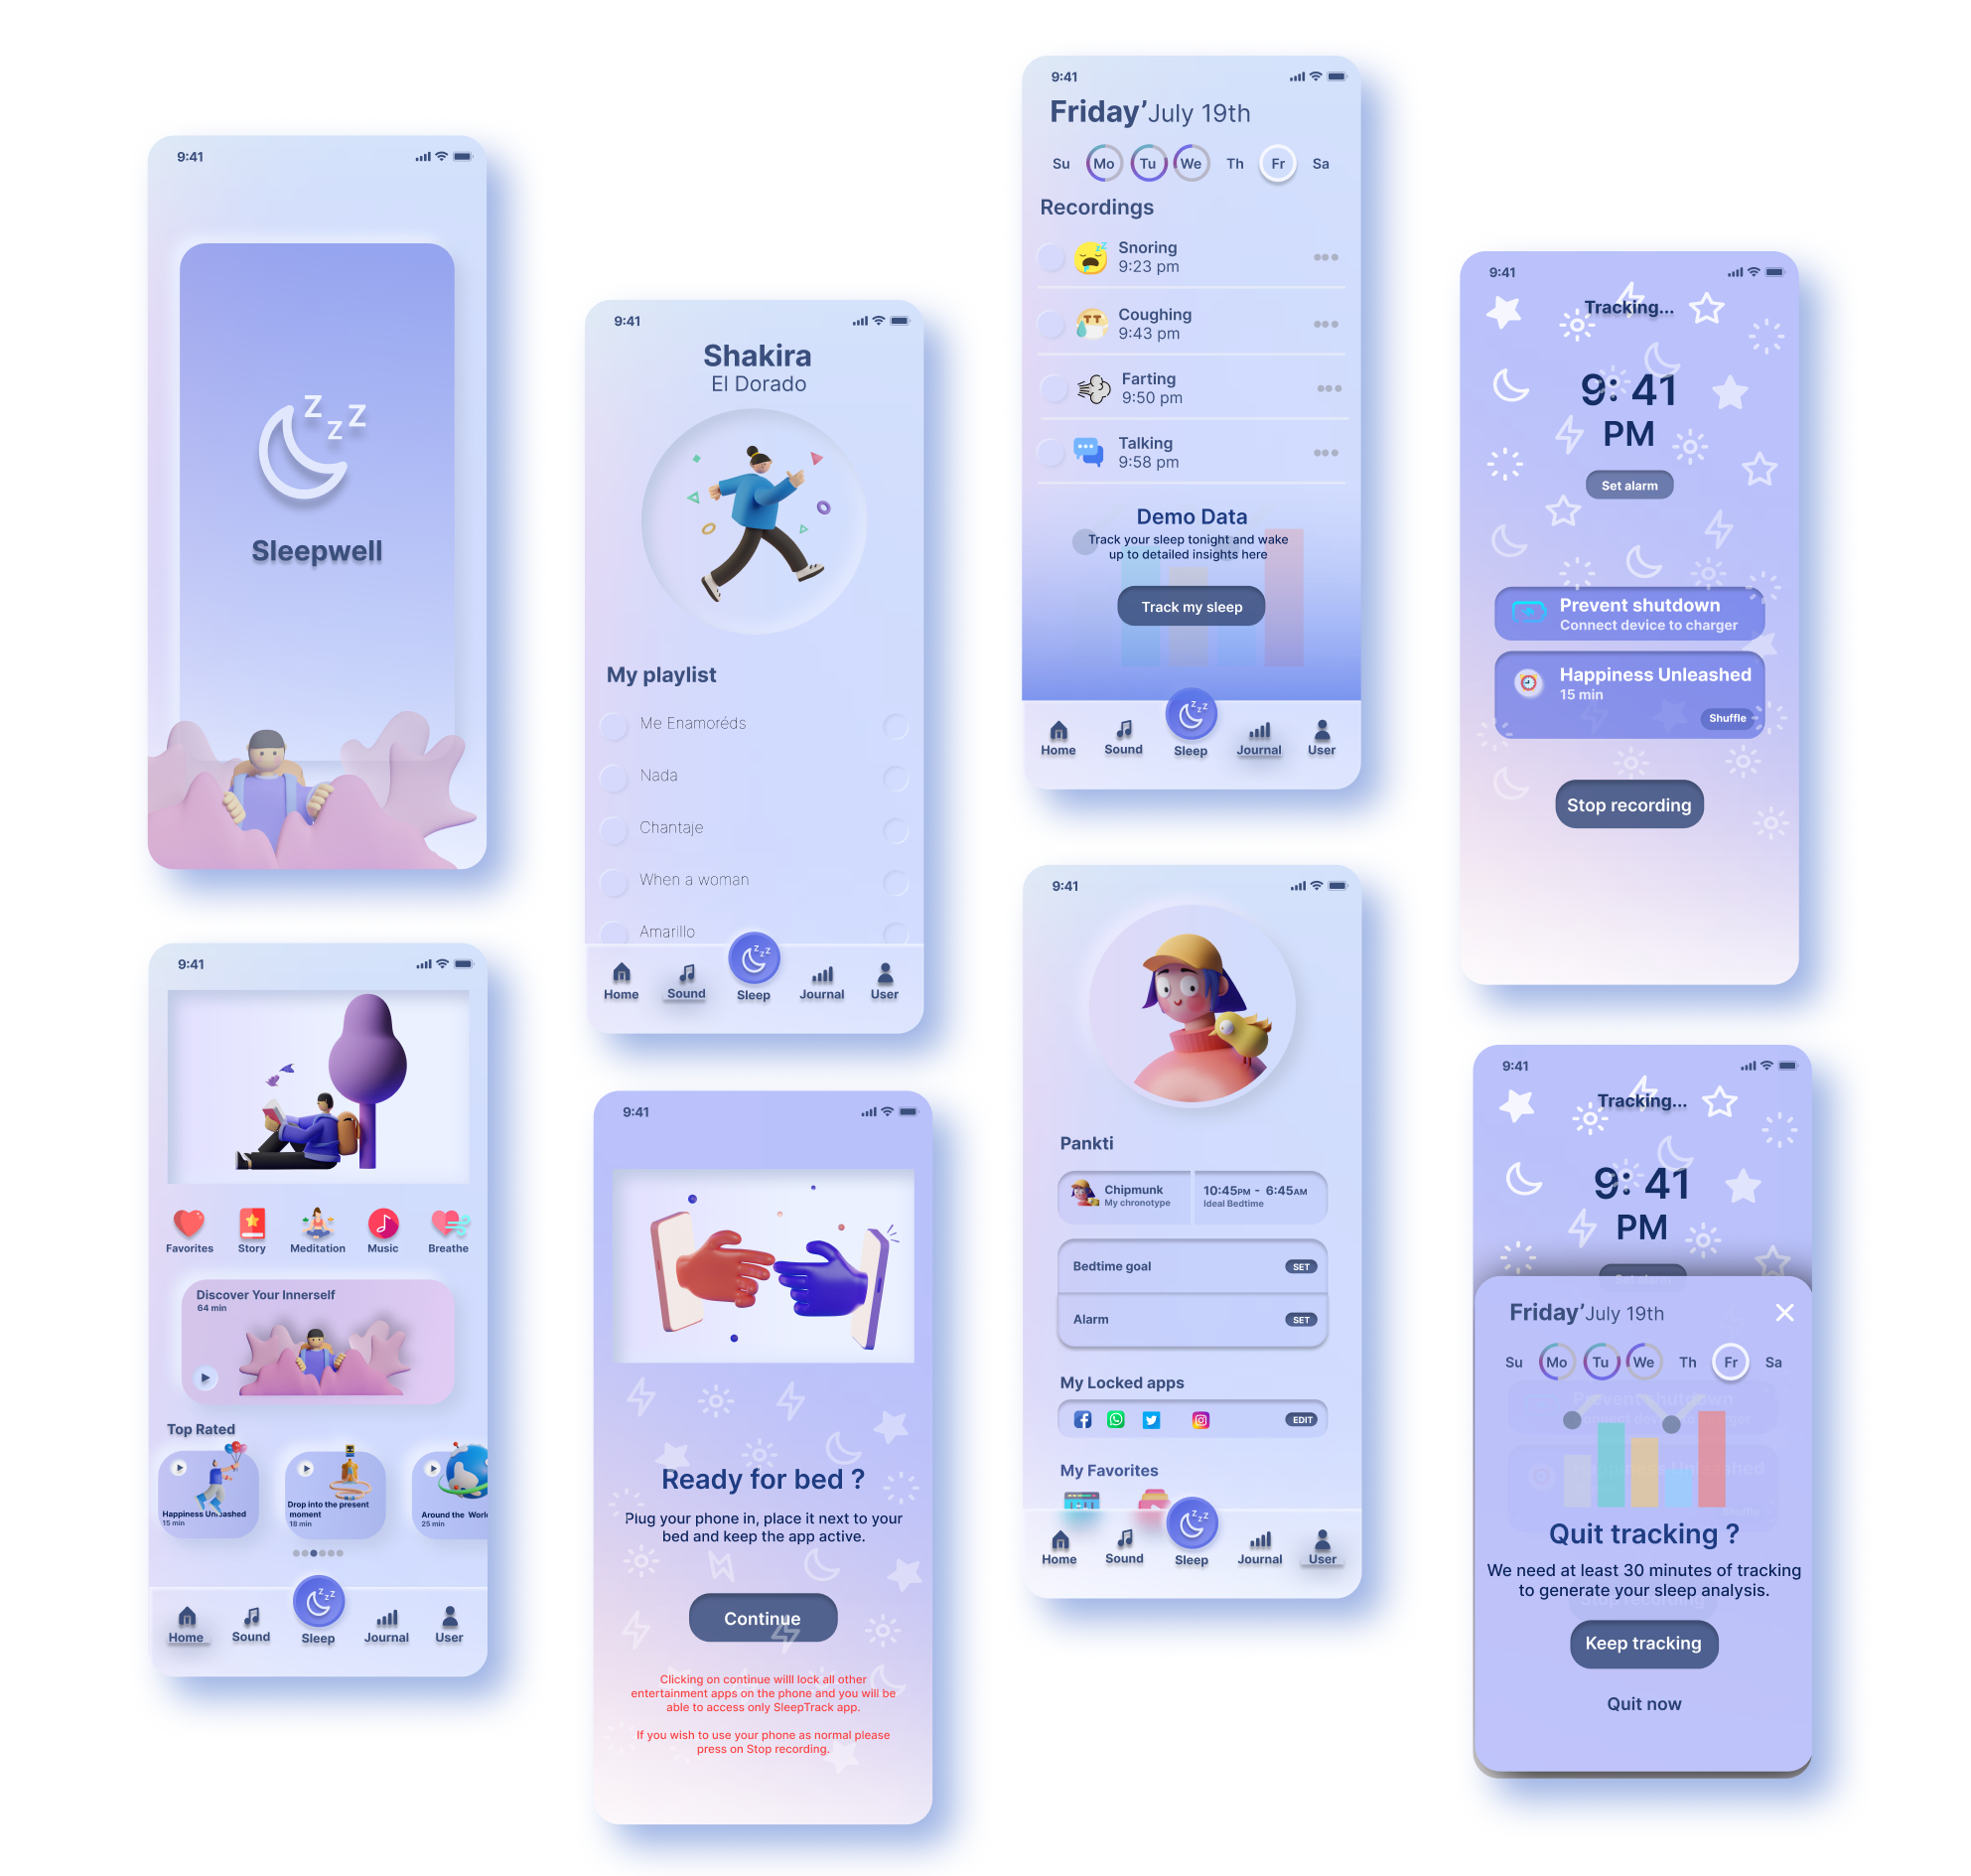 9:41
Z
Z
Z
Sleepwell
9:41
Favorites
Story
Meditation
Music
Breathe
Discover Your Innerself
64 min
Top Rated
Happiness Unleashed
15 min
Drop into the present
moment
18 min
Around the World
25 min
Home
Sound
Sleep
Journal
User
9:41
Shakira
El Dorado
My playlist
Me Enamoréds
Nada
Chantaje
When a woman
Amarillo
Home
Sound
Sleep
Journal
User
9:41
Ready for bed ?
Plug your phone in, place it next to your
bed and keep the app active.
Continue
Clicking on continue willl lock all other
entertainment apps on the phone and you will be
able to access only SleepTrack app.
If you wish to use your phone as normal please
press on Stop recording.
9:41
Friday’ July 19th
Su Mo Tu We Th Fr Sa
Recordings
Snoring
9:23 pm
Coughing
9:43 pm
Farting
9:50 pm
Talking
9:58 pm
Demo Data
Track your sleep tonight and wake
up to detailed insights here
Track my sleep
Home
Sound
Sleep
Journal
User
9:41
Pankti
Chipmunk
My chronotype
10:45PM - 6:45AM
Ideal Bedtime
Bedtime goal
SET
Alarm
SET
My Locked apps
EDIT
My Favorites
Home
Sound
Sleep
Journal
User
9:41
Tracking...
9: 41
PM
Set alarm
Prevent shutdown
Connect device to charger
Happiness Unleashed
15 min
Shuffle
Stop recording
9:41
Tracking...
9: 41
PM
Set alarm
Friday’ July 19th
Su Mo Tu We Th Fr Sa
Prevent shutdown
Connect device to charger
Happiness Unleashed
Shuffle
Quit tracking ?
We need at least 30 minutes of tracking
to generate your sleep analysis.
Stop recording
Keep tracking
Quit now